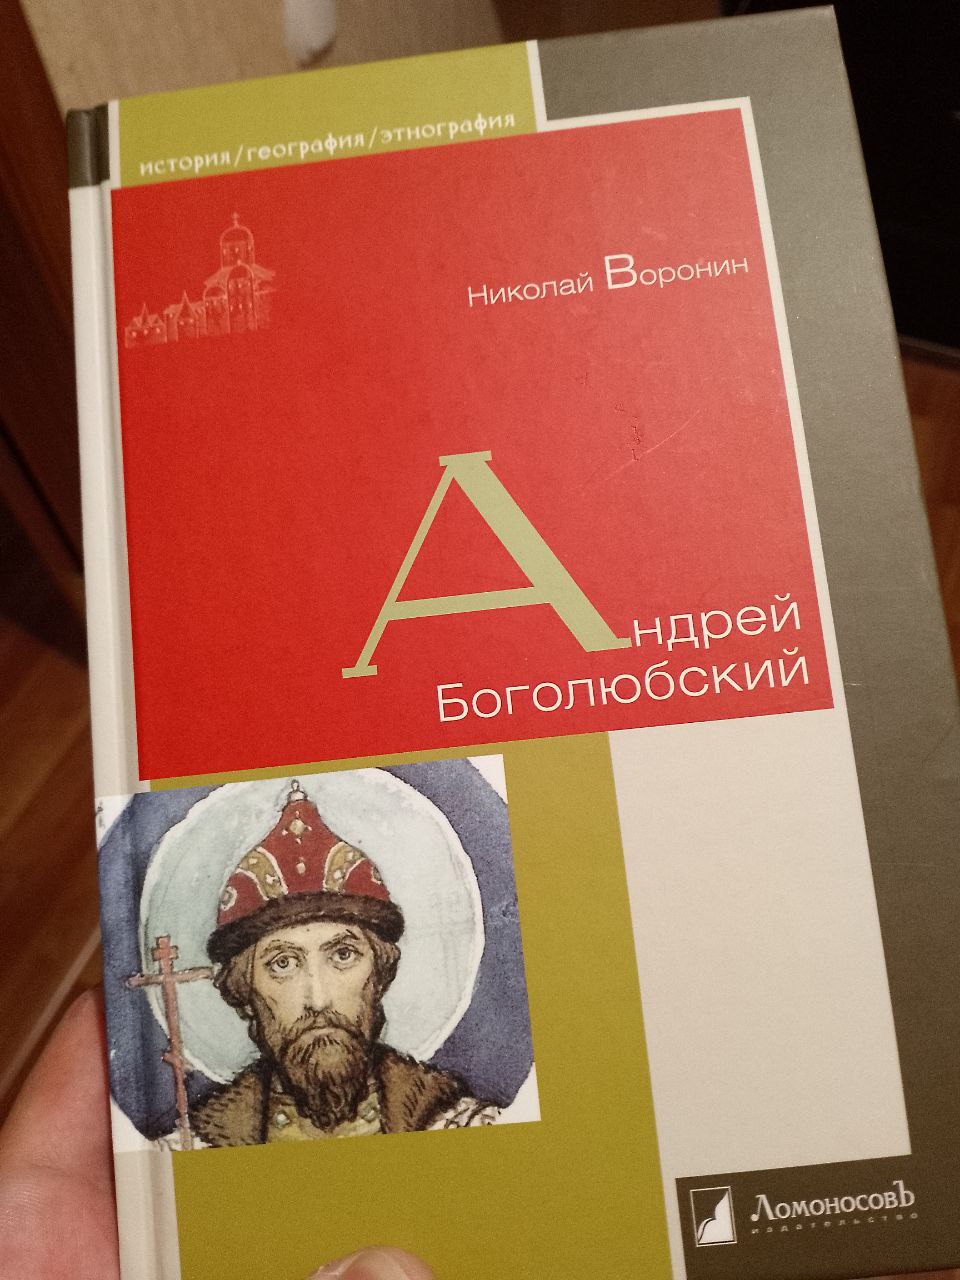 история/география/этнография
Николай Воронин
Андрей
Боголюбский
ЛомоносовЪ
издательство